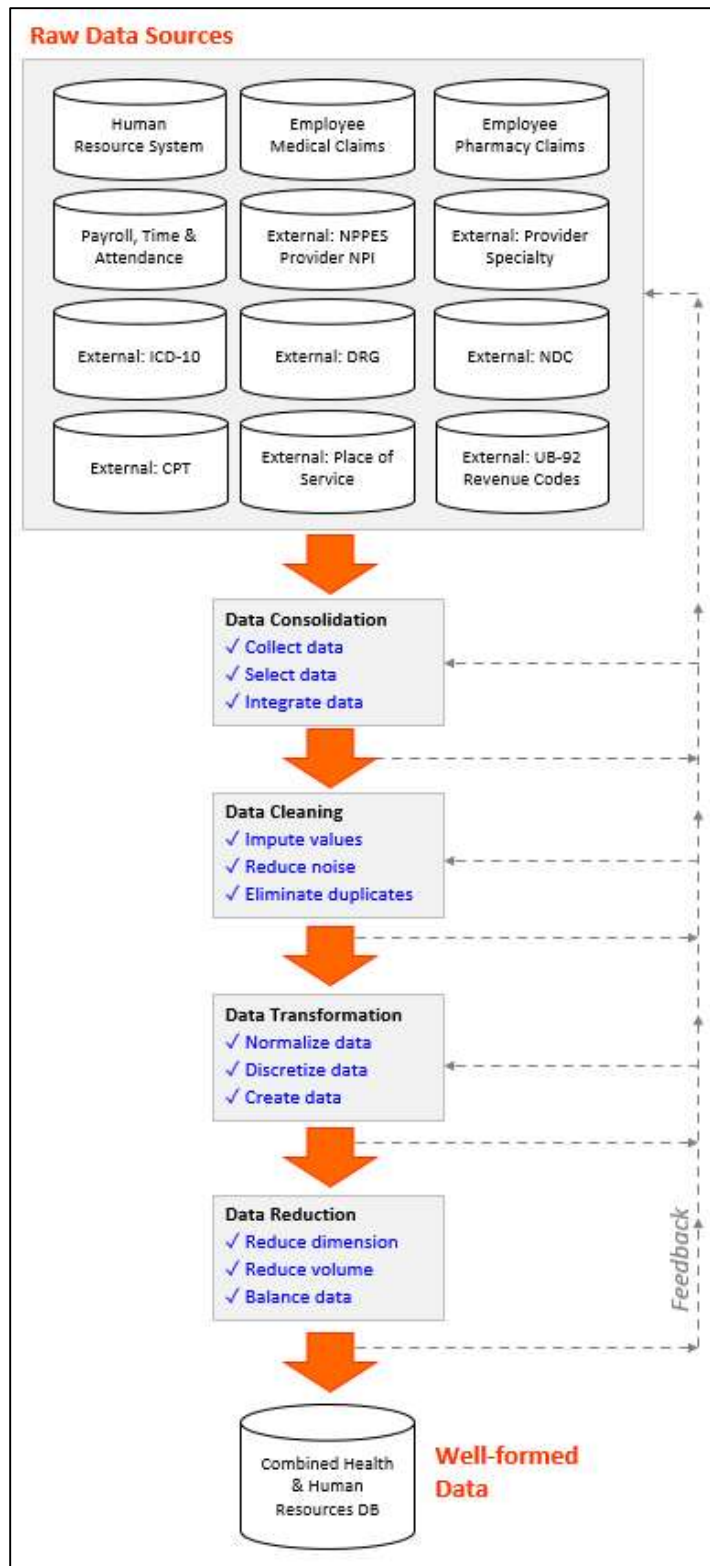 Raw Data Sources
Human
Resource System
Employee
Medical Claims
Employee
Pharmacy Claims
Payroll, Time &
Attendance
External: NPPES
Provider NPI
External: Provider
Specialty
External: ICD-10
External: DRG
External: NDC
External: CPT
External: Place of
Service
External: UB-92
Revenue Codes
Data Consolidation
✓ Collect data
✓ Select data
✓ Integrate data
Data Cleaning
✓ Impute values
✓ Reduce noise
✓ Eliminate duplicates
Data Transformation
✓ Normalize data
✓ Discretize data
✓ Create data
Data Reduction
✓ Reduce dimension
✓ Reduce volume
✓ Balance data
Feedback
Combined Health
& Human
Resources DB
Well-formed
Data